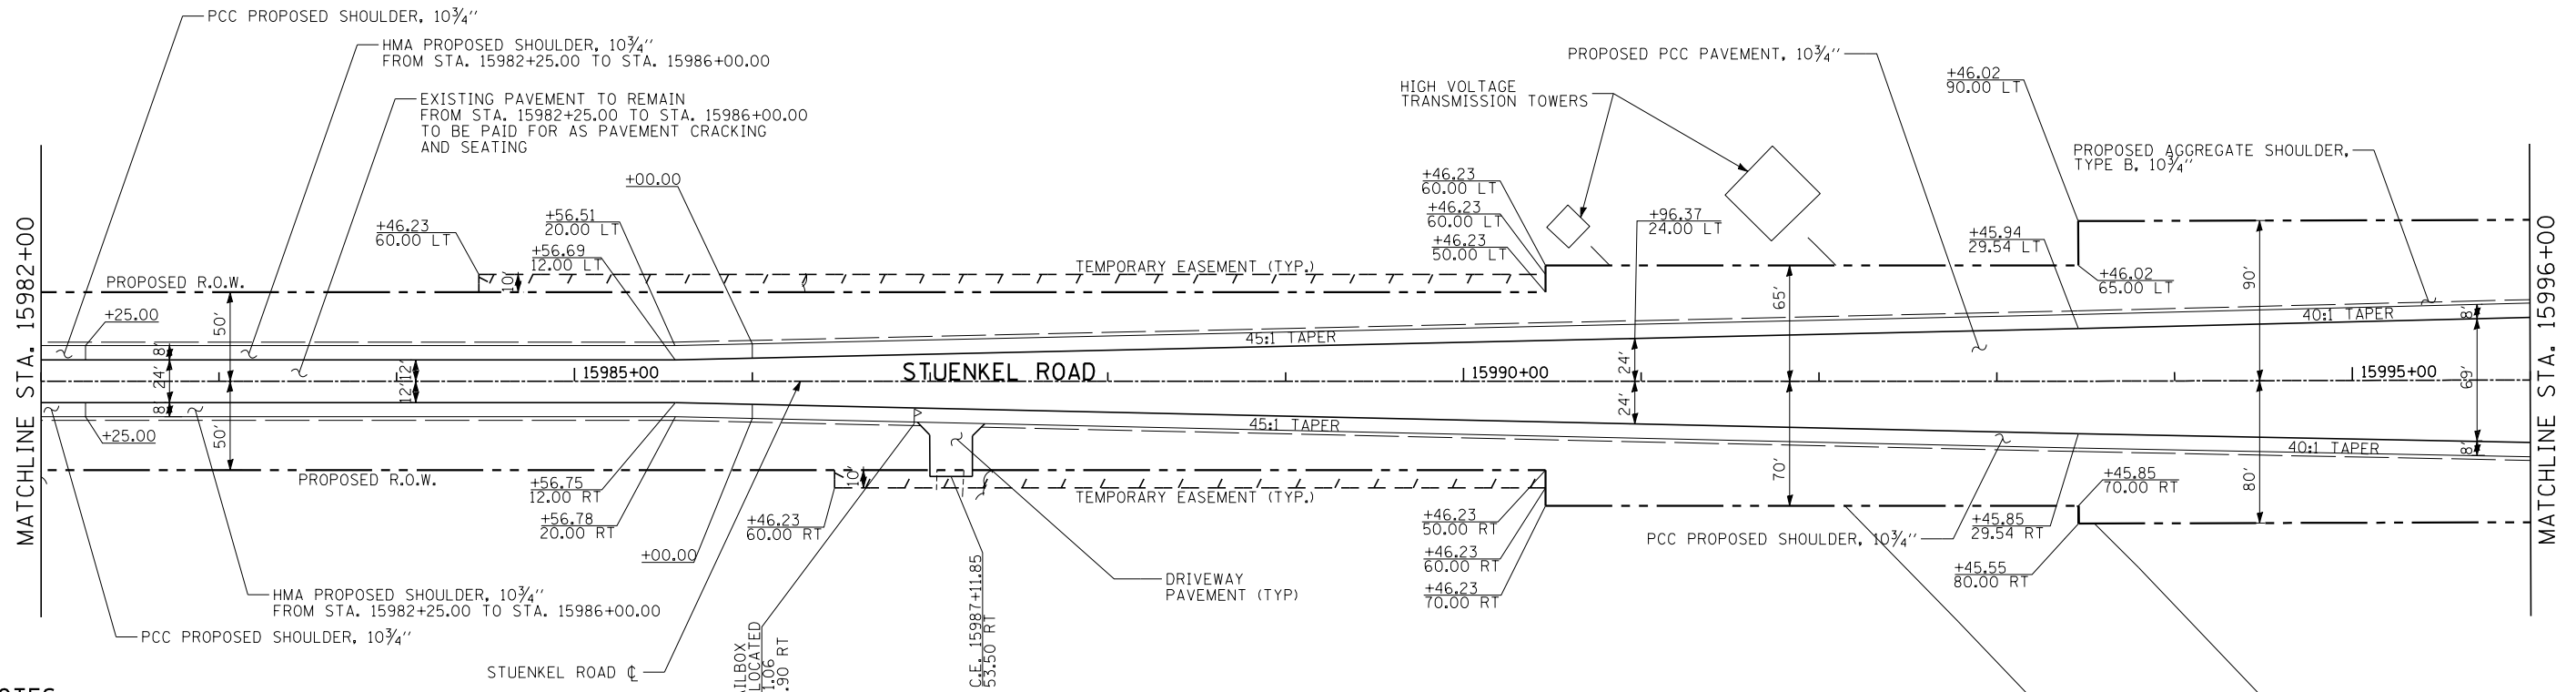 PCC PROPOSED SHOULDER, 10¾"
HMA PROPOSED SHOULDER, 10¾"
FROM STA. 15982+25.00 TO STA. 15986+00.00
EXISTING PAVEMENT TO REMAIN
FROM STA. 15982+25.00 TO STA. 15986+00.00
TO BE PAID FOR AS PAVEMENT CRACKING
AND SEATING
PROPOSED PCC PAVEMENT, 10¾"
HIGH VOLTAGE
TRANSMISSION TOWERS
+46.02
90.00 LT
PROPOSED AGGREGATE SHOULDER,
TYPE B, 10¾"
+00.00
+46.23
60.00 LT
+56.51
20.00 LT
+56.69
12.00 LT
+46.23
60.00 LT
+46.23
60.00 LT
+46.23
50.00 LT
+96.37
24.00 LT
+45.94
29.54 LT
+46.02
65.00 LT
MATCHLINE STA. 15982+00
MATCHLINE STA. 15996+00
PROPOSED R.O.W.
10'
TEMPORARY EASEMENT (TYP.)
+25.00
50'
65'
90'
8'
24'
8'
12'
12'
45:1 TAPER
40:1 TAPER
8'
15985+00
STUENKEL ROAD
15990+00
15995+00
24'
24'
69'
+25.00
50'
45:1 TAPER
40:1 TAPER
8'
PROPOSED R.O.W.
10'
TEMPORARY EASEMENT (TYP.)
70'
80'
+56.75
12.00 RT
+56.78
20.00 RT
+00.00
+46.23
60.00 RT
+46.23
50.00 RT
+46.23
60.00 RT
+46.23
70.00 RT
+45.85
70.00 RT
+45.85
29.54 RT
PCC PROPOSED SHOULDER, 10¾"
+45.55
80.00 RT
DRIVEWAY
PAVEMENT (TYP)
HMA PROPOSED SHOULDER, 10¾"
FROM STA. 15982+25.00 TO STA. 15986+00.00
PCC PROPOSED SHOULDER, 10¾"
STUENKEL ROAD ℄
AILBOX
LOCATED
1.06
.90 RT
C.E. 15987+11.85
53.50 RT